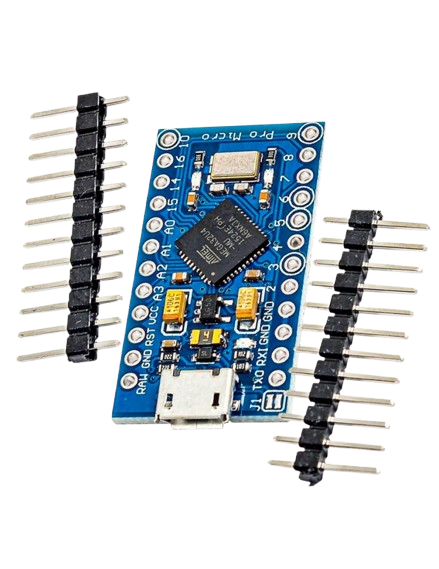 Pro Micro
10
16
15
14
A0
A1
A2
A3
VCC
RST
GND
RAW
9
8
7
6
5
4
3
2
GND
GND
RXI
TXO
J1
ATMEL
MEGA32U4